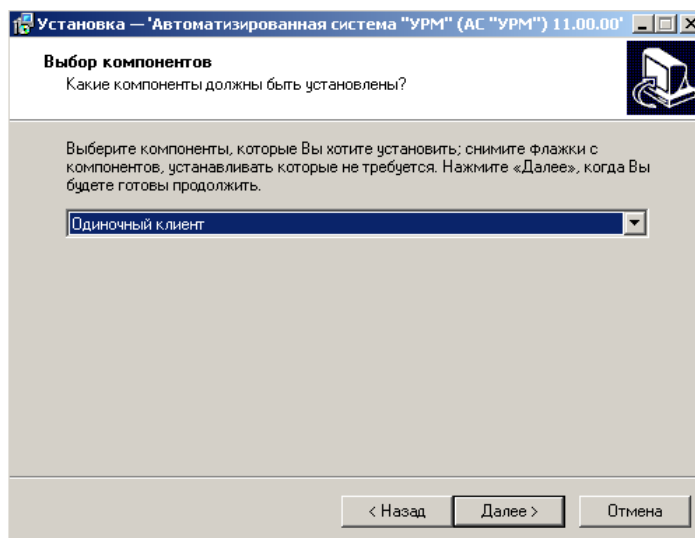 Установка — 'Автоматизированная система "УРМ" (АС "УРМ") 11.00.00'
Выбор компонентов
Какие компоненты должны быть установлены?
Выберите компоненты, которые Вы хотите установить; снимите флажки с
компонентов, устанавливать которые не требуется. Нажмите «Далее», когда Вы
будете готовы продолжить.
Одиночный клиент
< Назад
Далее >
Отмена